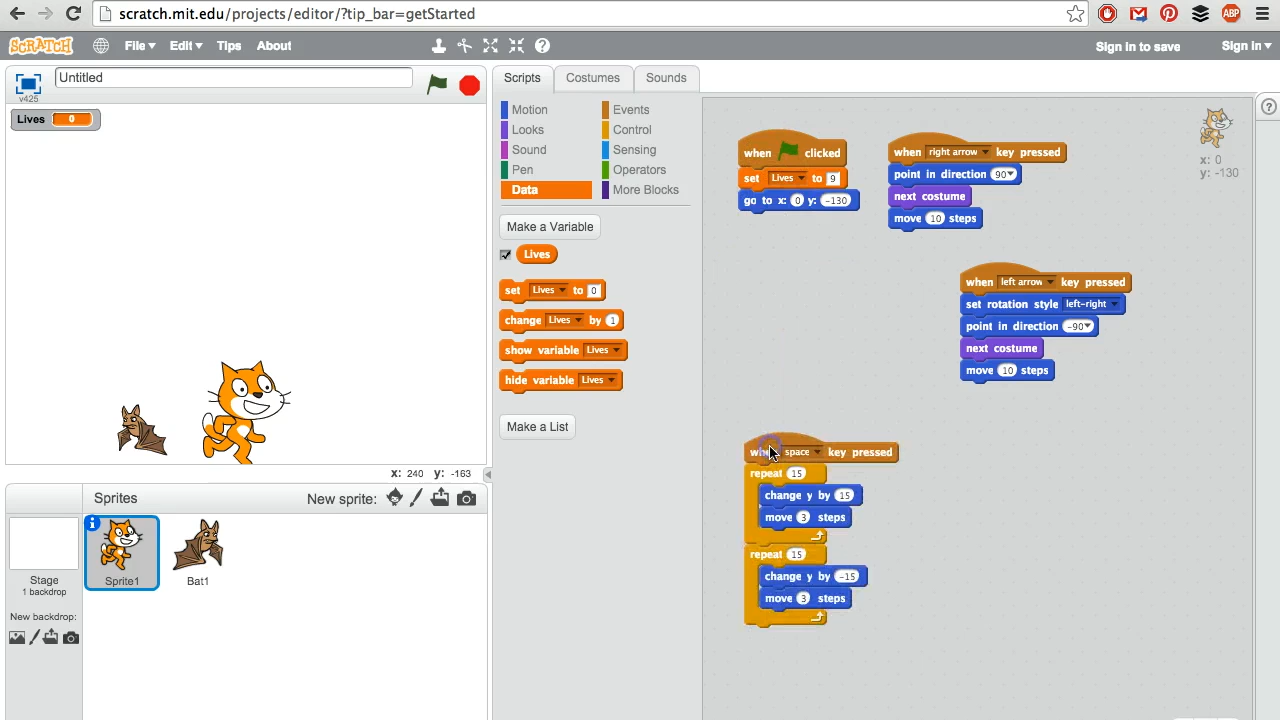 scratch.mit.edu/projects/editor/?tip_bar=getStarted
ABP
SCRATCH
File▾
Edit▾
Tips
About
Sign in to save
Sign in▾
v425
Untitled
Lives 0
x: 240 y: -163
Sprites
New sprite:
Stage
1 backdrop
New backdrop:
Sprite1
Bat1
Scripts
Costumes
Sounds
Motion
Looks
Sound
Pen
Data
Events
Control
Sensing
Operators
More Blocks
Make a Variable
Lives
set Lives to 0
change Lives by 1
show variable Lives
hide variable Lives
Make a List
when clicked
set Lives to 9
go to x: 0 y: -130
when right arrow key pressed
point in direction 90▾
next costume
move 10 steps
x: 0
y: -130
when left arrow key pressed
set rotation style left-right
point in direction -90▾
next costume
move 10 steps
when space key pressed
repeat 15
change y by 15
move 3 steps
repeat 15
change y by -15
move 3 steps